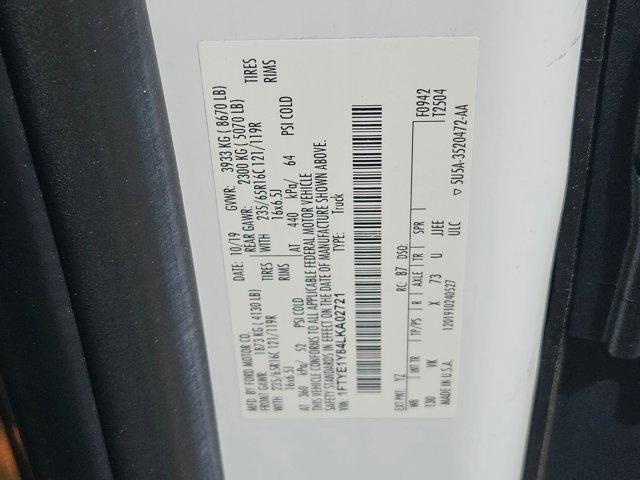 MFD. BY FORD MOTOR CO.
DATE: 10/19 GVWR: 3933 KG ( 8670 LB)
FRONT GAWR: 1873 KG ( 4130 LB) REAR GAWR: 2300 KG ( 5070 LB)
WITH 235/65R16C 121/119R TIRES WITH 235/65R16C 121/119R TIRES
16x6.5J RIMS 16x6.5J RIMS
AT 360 kPa/ 52 PSI COLD AT 440 kPa/ 64 PSI COLD
THIS VEHICLE CONFORMS TO ALL APPLICABLE FEDERAL MOTOR VEHICLE
SAFETY STANDARDS IN EFFECT ON THE DATE OF MANUFACTURE SHOWN ABOVE.
VIN: 1FTYE1Y84LKA02721 TYPE: Truck
F0942
T2504
EXT PNT: YZ RC: 87 DSO:
WB INT TR TP/PS R AXLE TR SPR
130 VK X 73 U JJEE
ULC
MADE IN U.S.A. 1201910240527
5U5A-3520472-AA